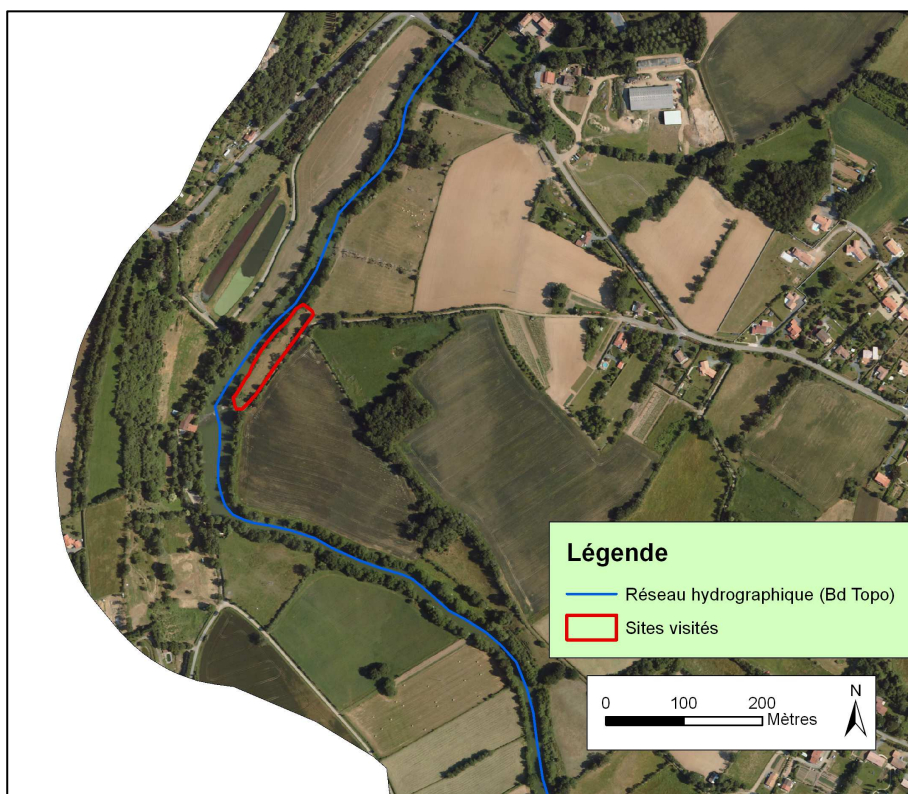 Légende
Réseau hydrographique (Bd Topo)
Sites visités
0 100 200
Mètres
N